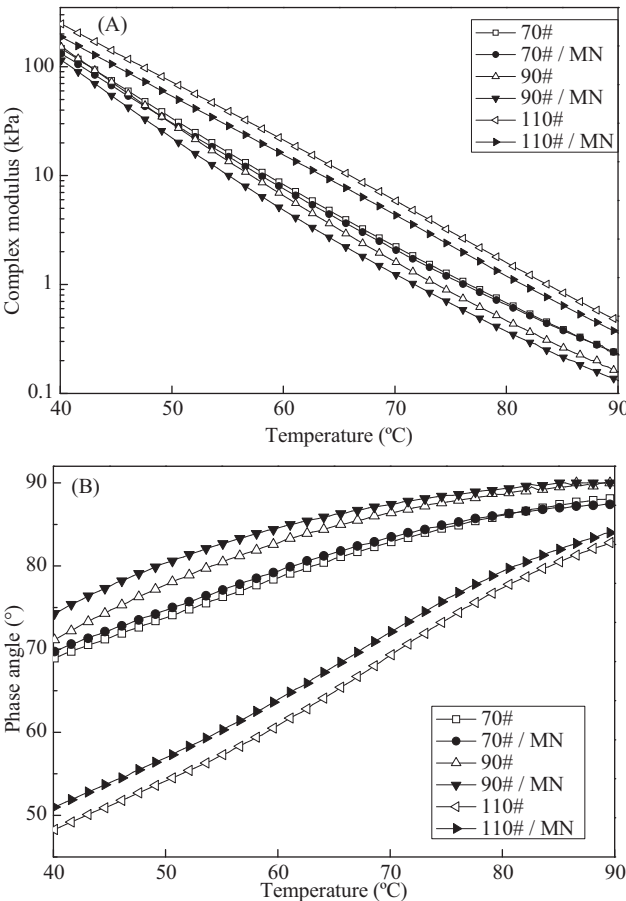 (A)
70#
70# / MN
90#
90# / MN
110#
110# / MN
100
10
1
0.1
Complex modulus (kPa)
40 50 60 70 80 90
Temperature (ºC)
(B)
90
80
70
60
50
Phase angle (°)
70#
70# / MN
90#
90# / MN
110#
110# / MN
40 50 60 70 80 90
Temperature (ºC)